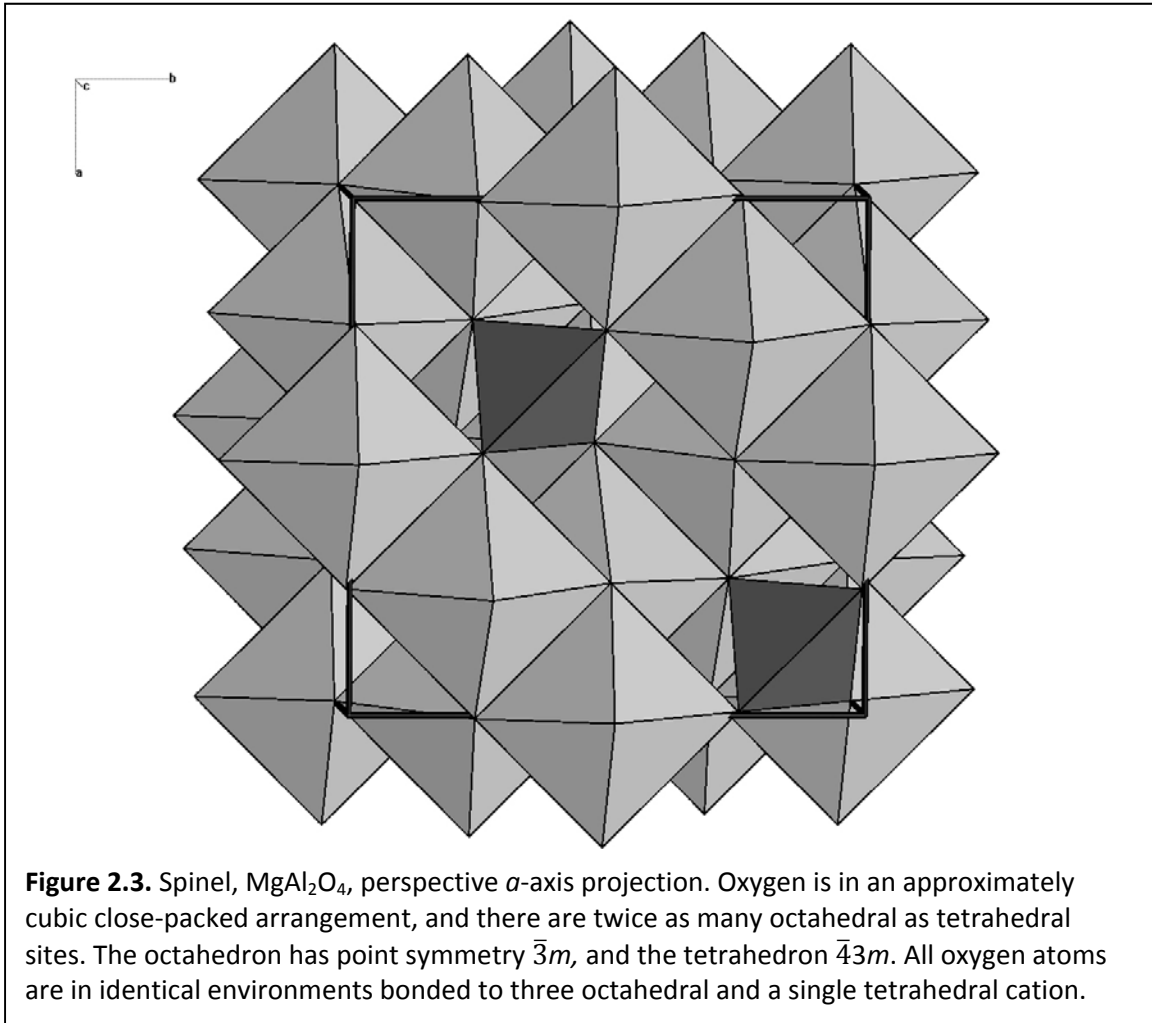 c
b
a
Figure 2.3. Spinel, MgAl₂O₄, perspective a-axis projection. Oxygen is in an approximately
cubic close-packed arrangement, and there are twice as many octahedral as tetrahedral
sites. The octahedron has point symmetry 3̅m, and the tetrahedron 4̅3m. All oxygen atoms
are in identical environments bonded to three octahedral and a single tetrahedral cation.